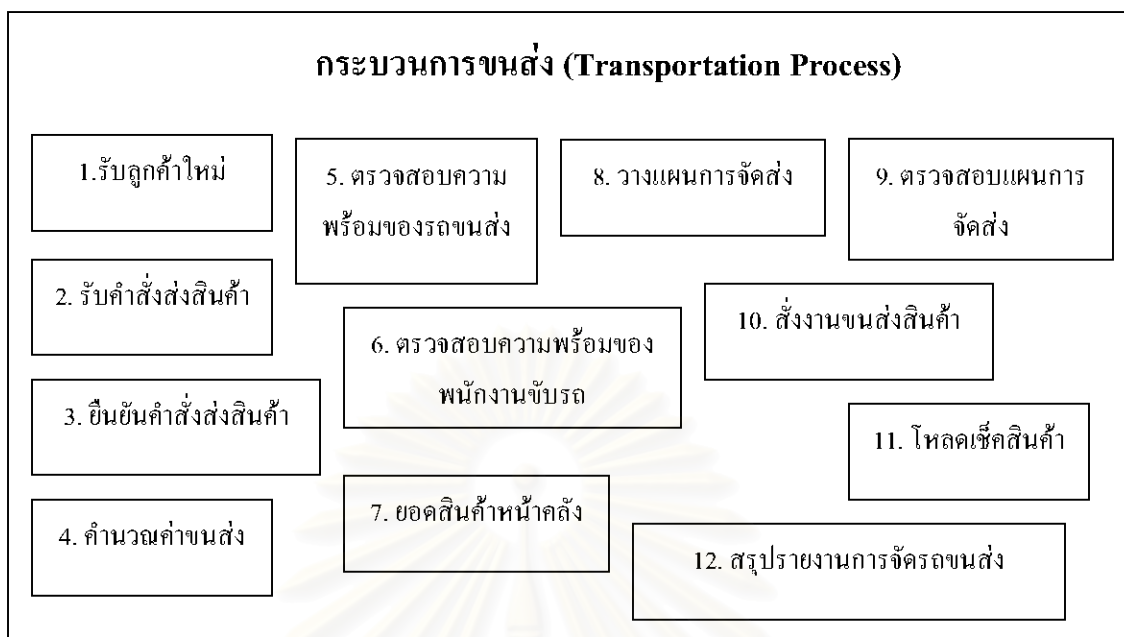 กระบวนการขนส่ง (Transportation Process)
1.รับลูกค้าใหม่
2. รับคำสั่งส่งสินค้า
3. ยืนยันคำสั่งส่งสินค้า
4. คำนวณค่าขนส่ง
5. ตรวจสอบความ
พร้อมของรถขนส่ง
6. ตรวจสอบความพร้อมของ
พนักงานขับรถ
7. ยอดสินค้าหน้าคลัง
8. วางแผนการจัดส่ง
9. ตรวจสอบแผนการ
จัดส่ง
10. สั่งงานขนส่งสินค้า
11. โหลดเช็คสินค้า
12. สรุปรายงานการจัดรถขนส่ง